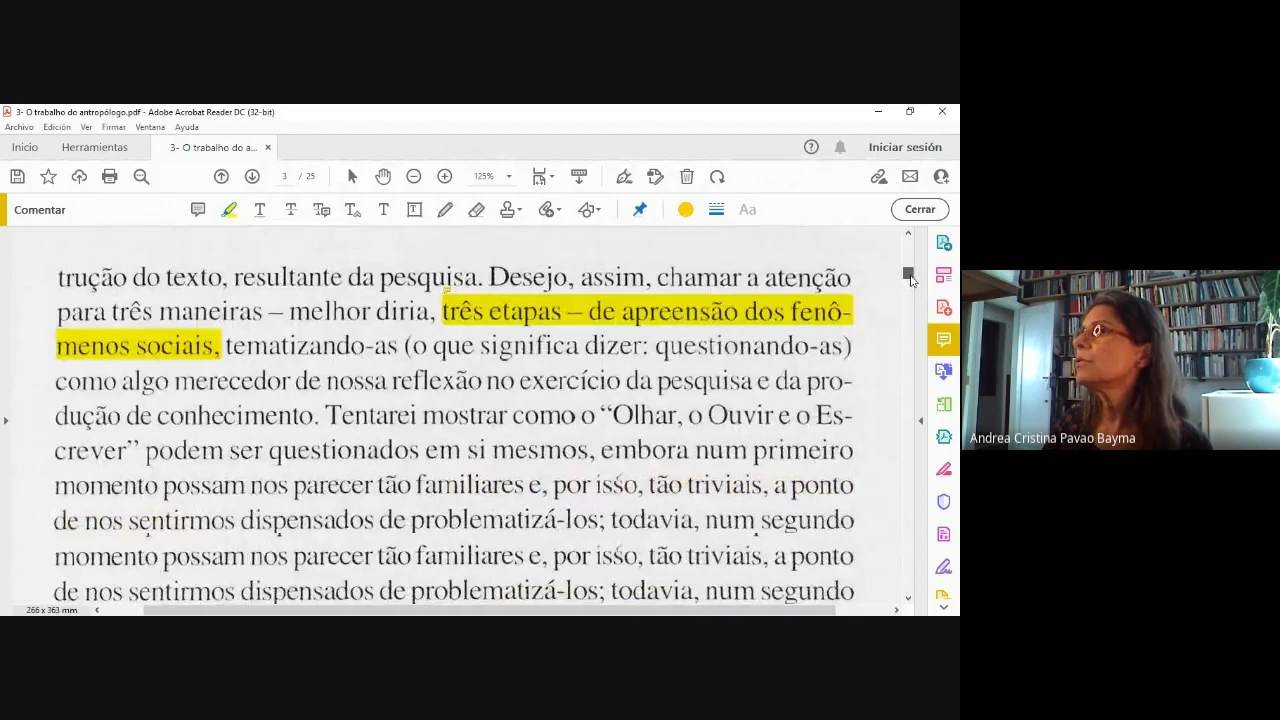 3- O trabalho do antropólogo.pdf - Adobe Acrobat Reader DC (32-bit)
Archivo Edición Ver Firmar Ventana Ayuda
Inicio Herramientas 3- O trabalho do a... × Iniciar sesión
3 / 25 125%
Comentar Aa Cerrar
trução do texto, resultante da pesquisa. Desejo, assim, chamar a atenção
para três maneiras – melhor diria, três etapas – de apreensão dos fenô-
menos sociais, tematizando-as (o que significa dizer: questionando-as)
como algo merecedor de nossa reflexão no exercício da pesquisa e da pro-
dução de conhecimento. Tentarei mostrar como o “Olhar, o Ouvir e o Es-
crever” podem ser questionados em si mesmos, embora num primeiro
momento possam nos parecer tão familiares e, por isso, tão triviais, a ponto
de nos sentirmos dispensados de problematizá-los; todavia, num segundo
momento possam nos parecer tão familiares e, por isso, tão triviais, a ponto
de nos sentirmos dispensados de problematizá-los; todavia, num segundo
266 x 363 mm
Andrea Cristina Pavao Bayma